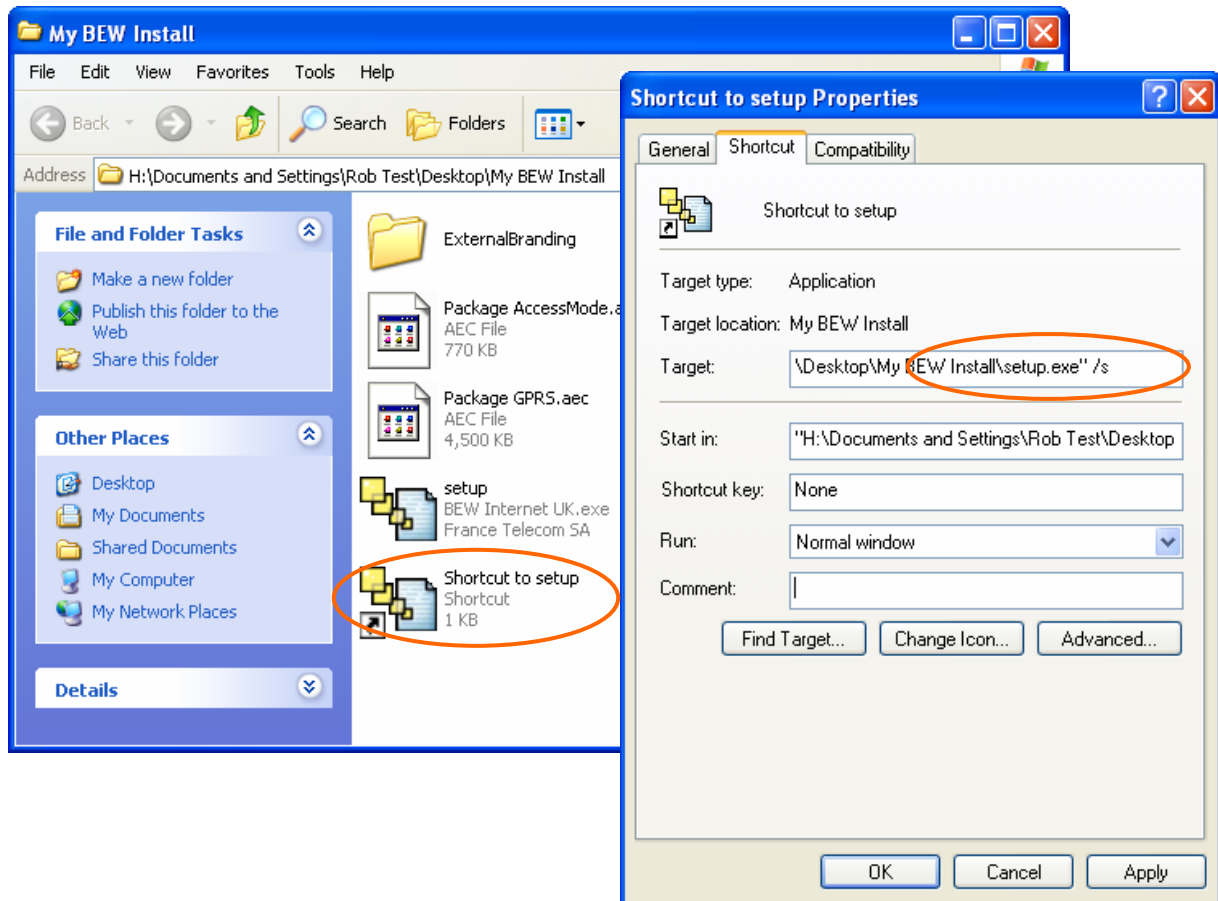 My BEW Install
File Edit View Favorites Tools Help
Back Search Folders
Address H:\Documents and Settings\Rob Test\Desktop\My BEW Install
File and Folder Tasks
Make a new folder
Publish this folder to the
Web
Share this folder
Other Places
Desktop
My Documents
Shared Documents
My Computer
My Network Places
Details
ExternalBranding
Package AccessMode.a
AEC File
770 KB
Package GPRS.aec
AEC File
4,500 KB
setup
BEW Internet UK.exe
France Telecom SA
Shortcut to setup
Shortcut
1 KB
Shortcut to setup Properties
General Shortcut Compatibility
Shortcut to setup
Target type: Application
Target location: My BEW Install
Target: \Desktop\My BEW Install\setup.exe" /s
Start in: "H:\Documents and Settings\Rob Test\Desktop
Shortcut key: None
Run: Normal window
Comment:
Find Target... Change Icon... Advanced...
OK Cancel Apply